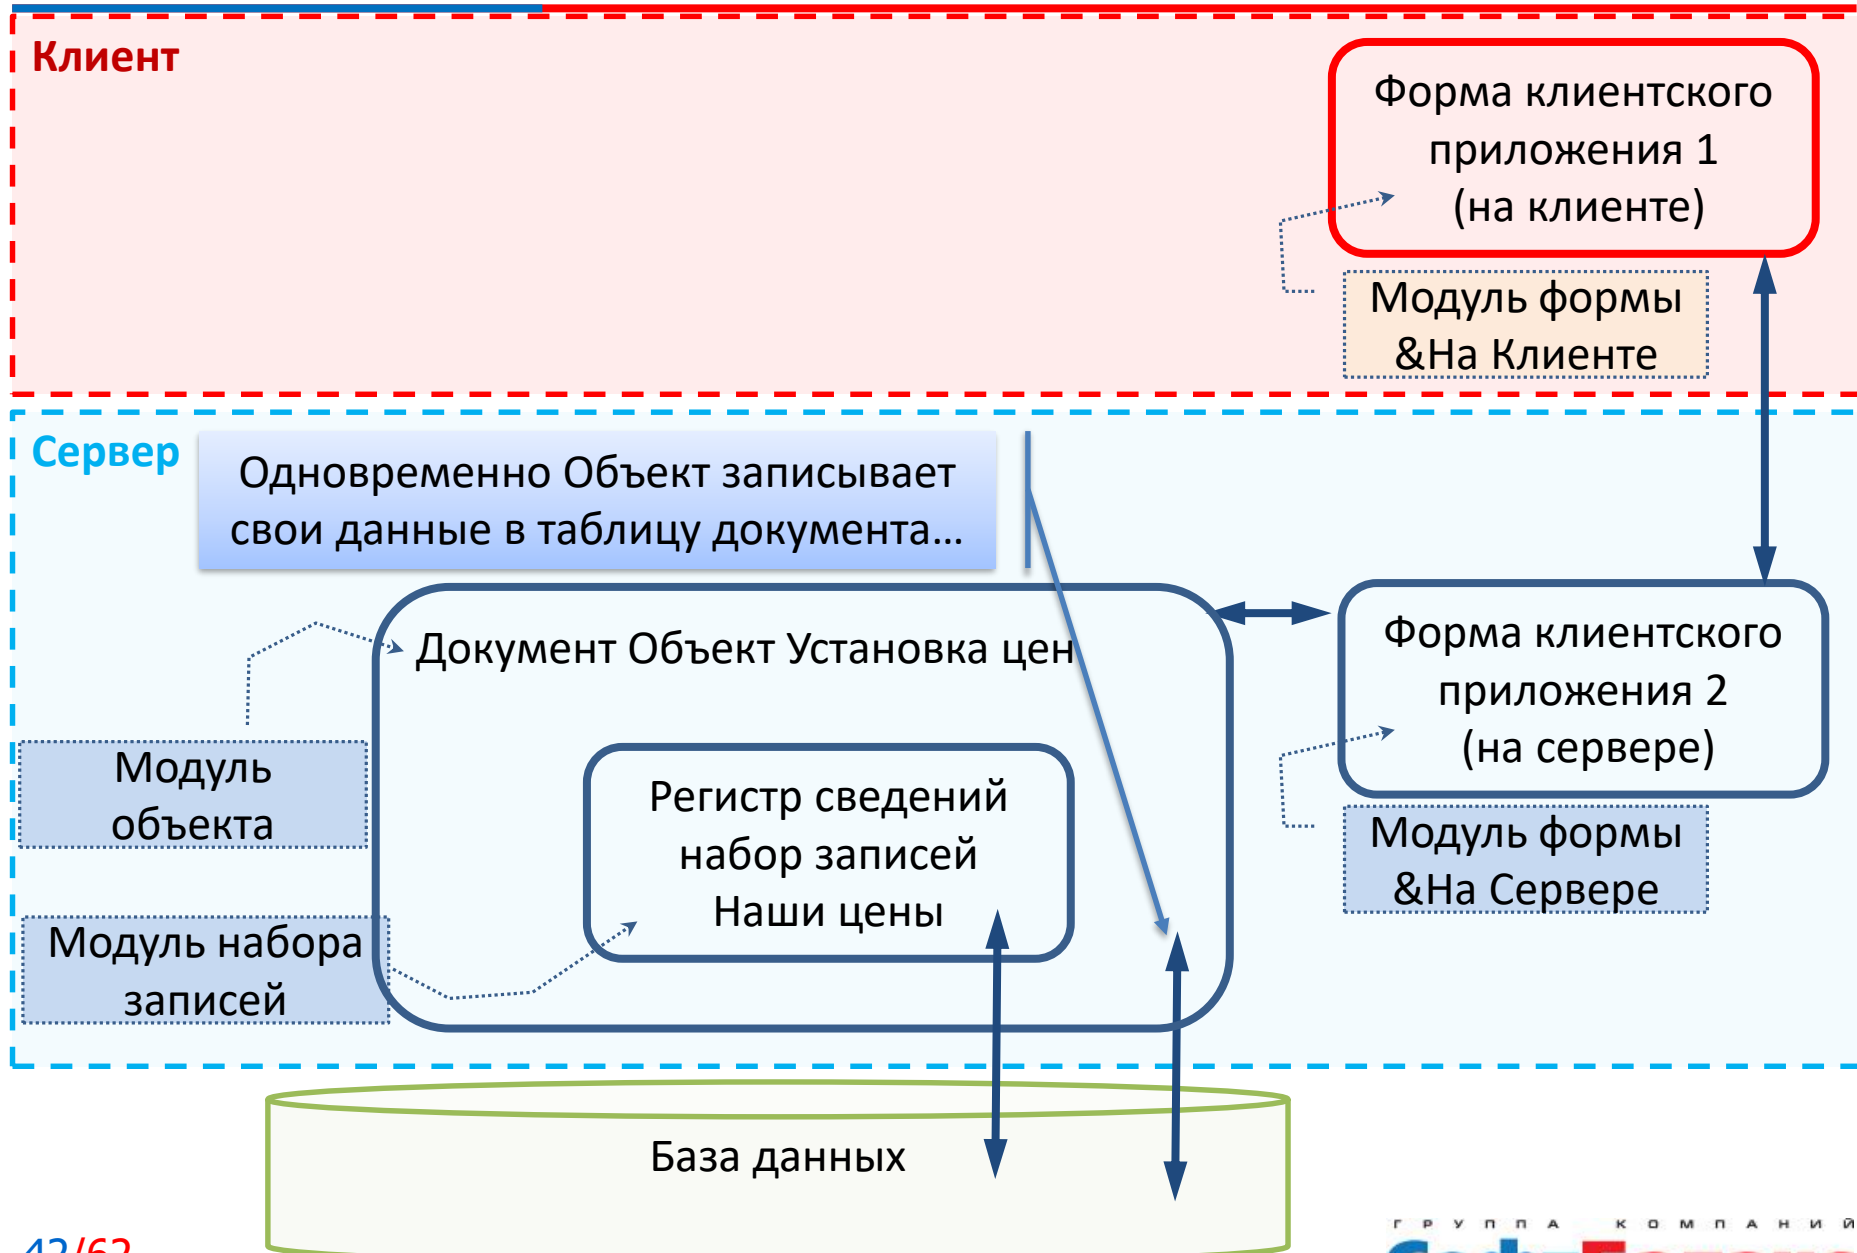 Клиент
Форма клиентского
приложения 1
(на клиенте)
Модуль формы
&На Клиенте
Сервер
Одновременно Объект записывает
свои данные в таблицу документа…
Документ Объект Установка цен
Форма клиентского
приложения 2
(на сервере)
Модуль
объекта
Регистр сведений
набор записей
Наши цены
Модуль формы
&На Сервере
Модуль набора
записей
База данных
42/62
ГРУППА КОМПАНИЙ